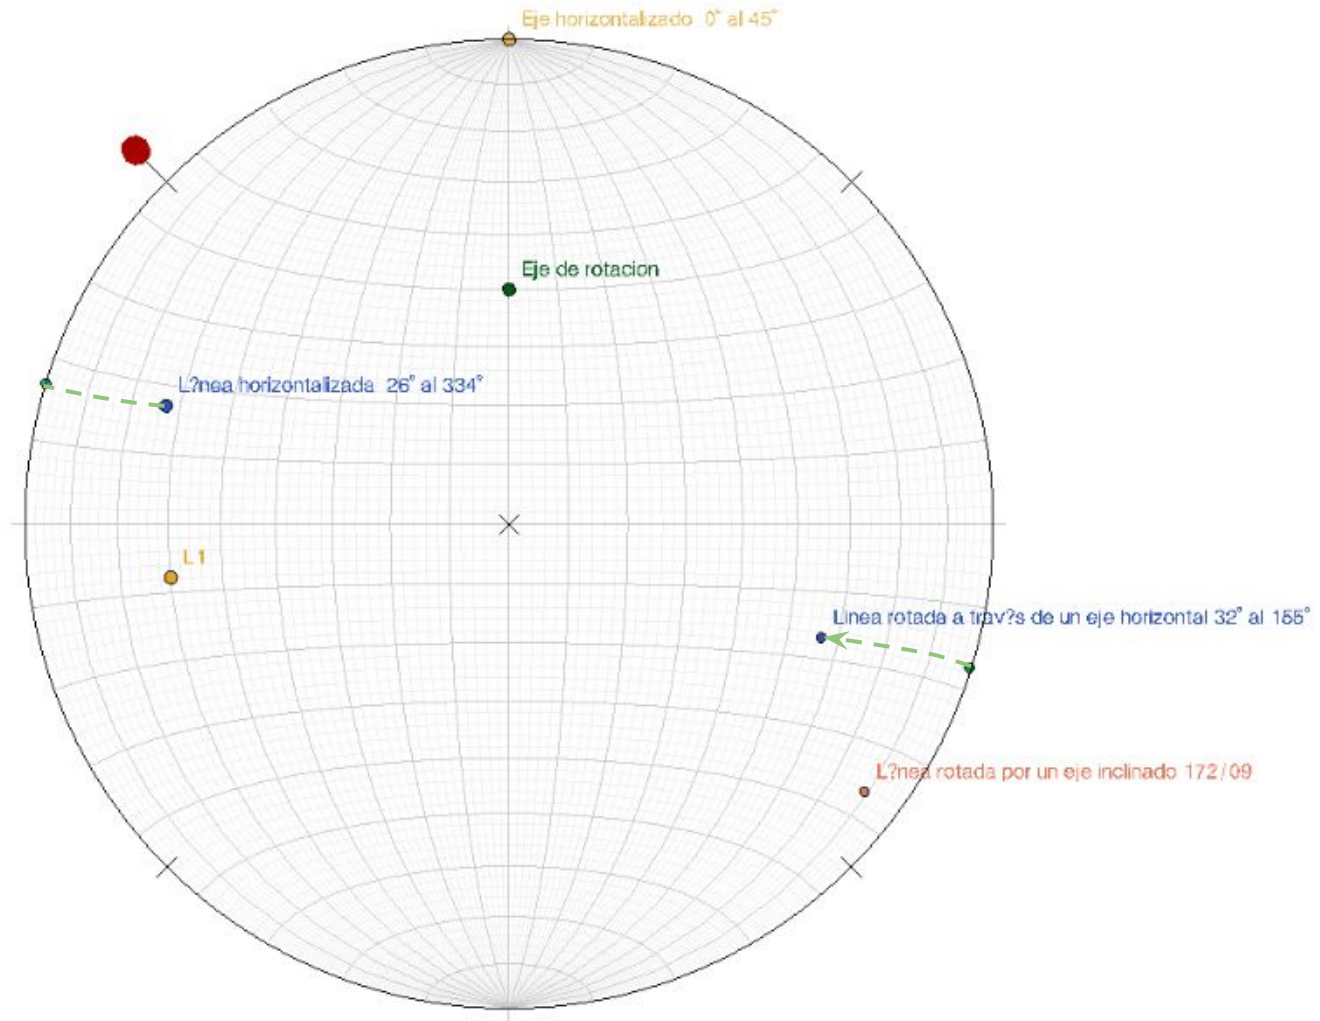 Eje horizontalizado 0° al 45°
Eje de rotacion
L?nea horizontalizada 26° al 334°
L1
Linea rotada a trav?s de un eje horizontal 32° al 155°
L?nea rotada por un eje inclinado 172/09